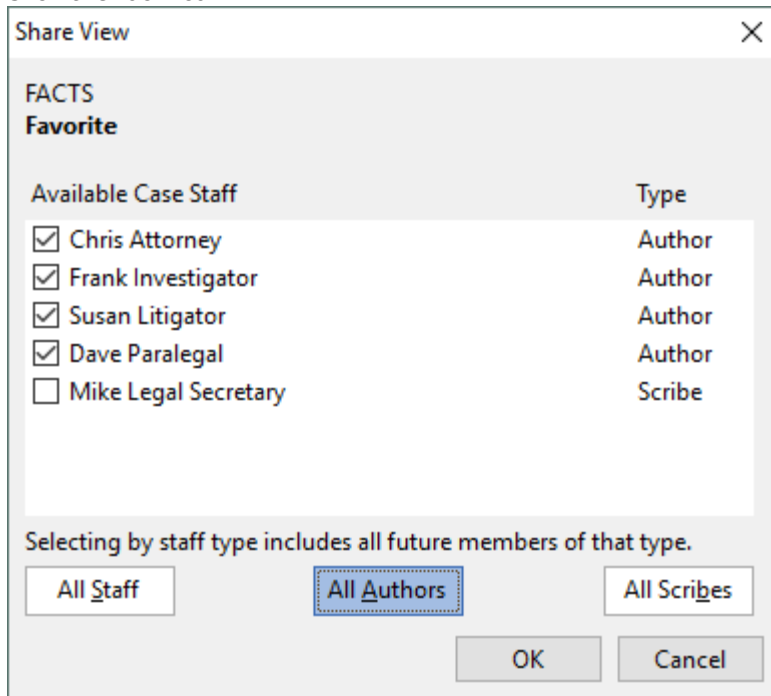 Share View
FACTS
Favorite
Available Case Staff Type
Chris Attorney Author
Frank Investigator Author
Susan Litigator Author
Dave Paralegal Author
Mike Legal Secretary Scribe
Selecting by staff type includes all future members of that type.
All Staff All Authors All Scribes
OK Cancel